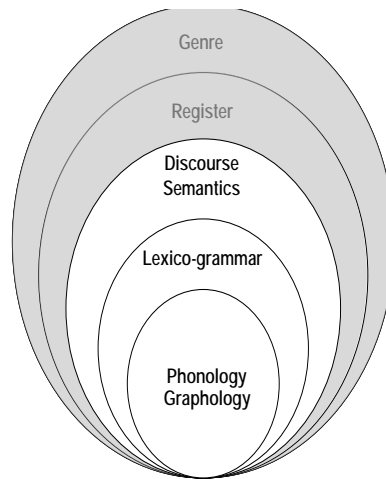 Genre
Register
Discourse
Semantics
Lexico-grammar
Phonology
Graphology